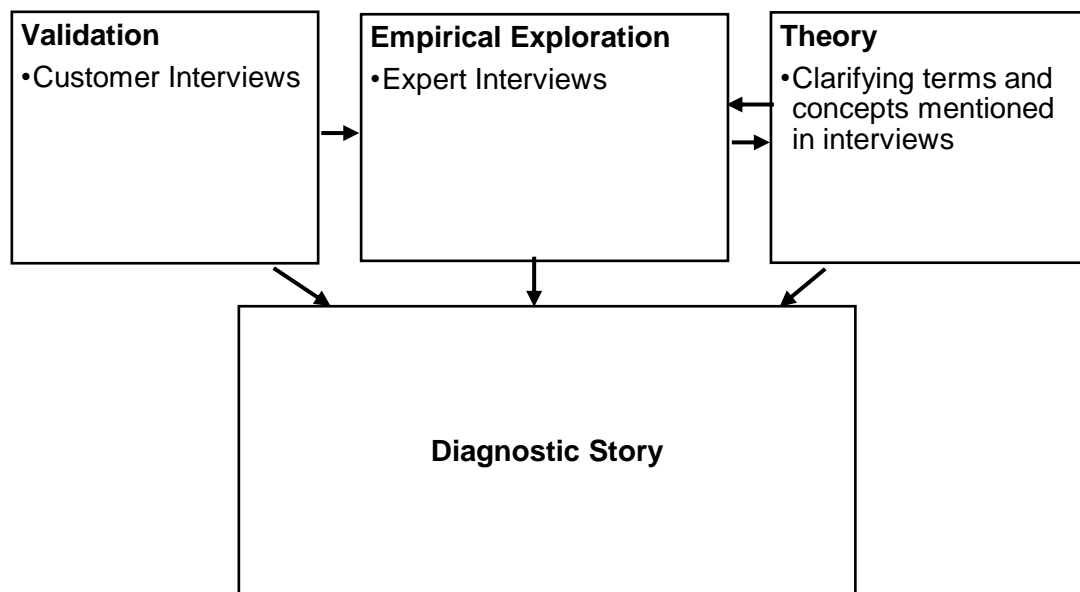 Validation
•Customer Interviews
Empirical Exploration
•Expert Interviews
Theory
•Clarifying terms and
concepts mentioned
in interviews
Diagnostic Story